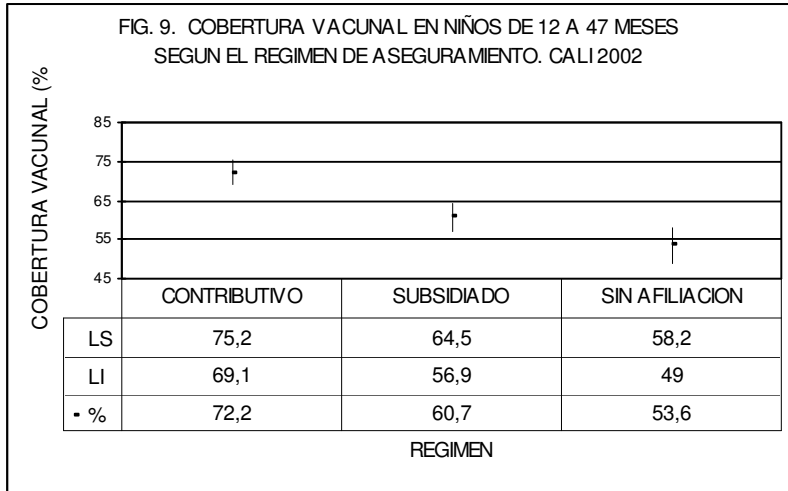 FIG. 9. COBERTURA VACUNAL EN NIÑOS DE 12 A 47 MESES
SEGUN EL REGIMEN DE ASEGURAMIENTO. CALI 2002
COBERTURA VACUNAL (%
85
75
65
55
45
CONTRIBUTIVO SUBSIDIADO SIN AFILIACION
LS 75,2 64,5 58,2
LI 69,1 56,9 49
% 72,2 60,7 53,6
REGIMEN